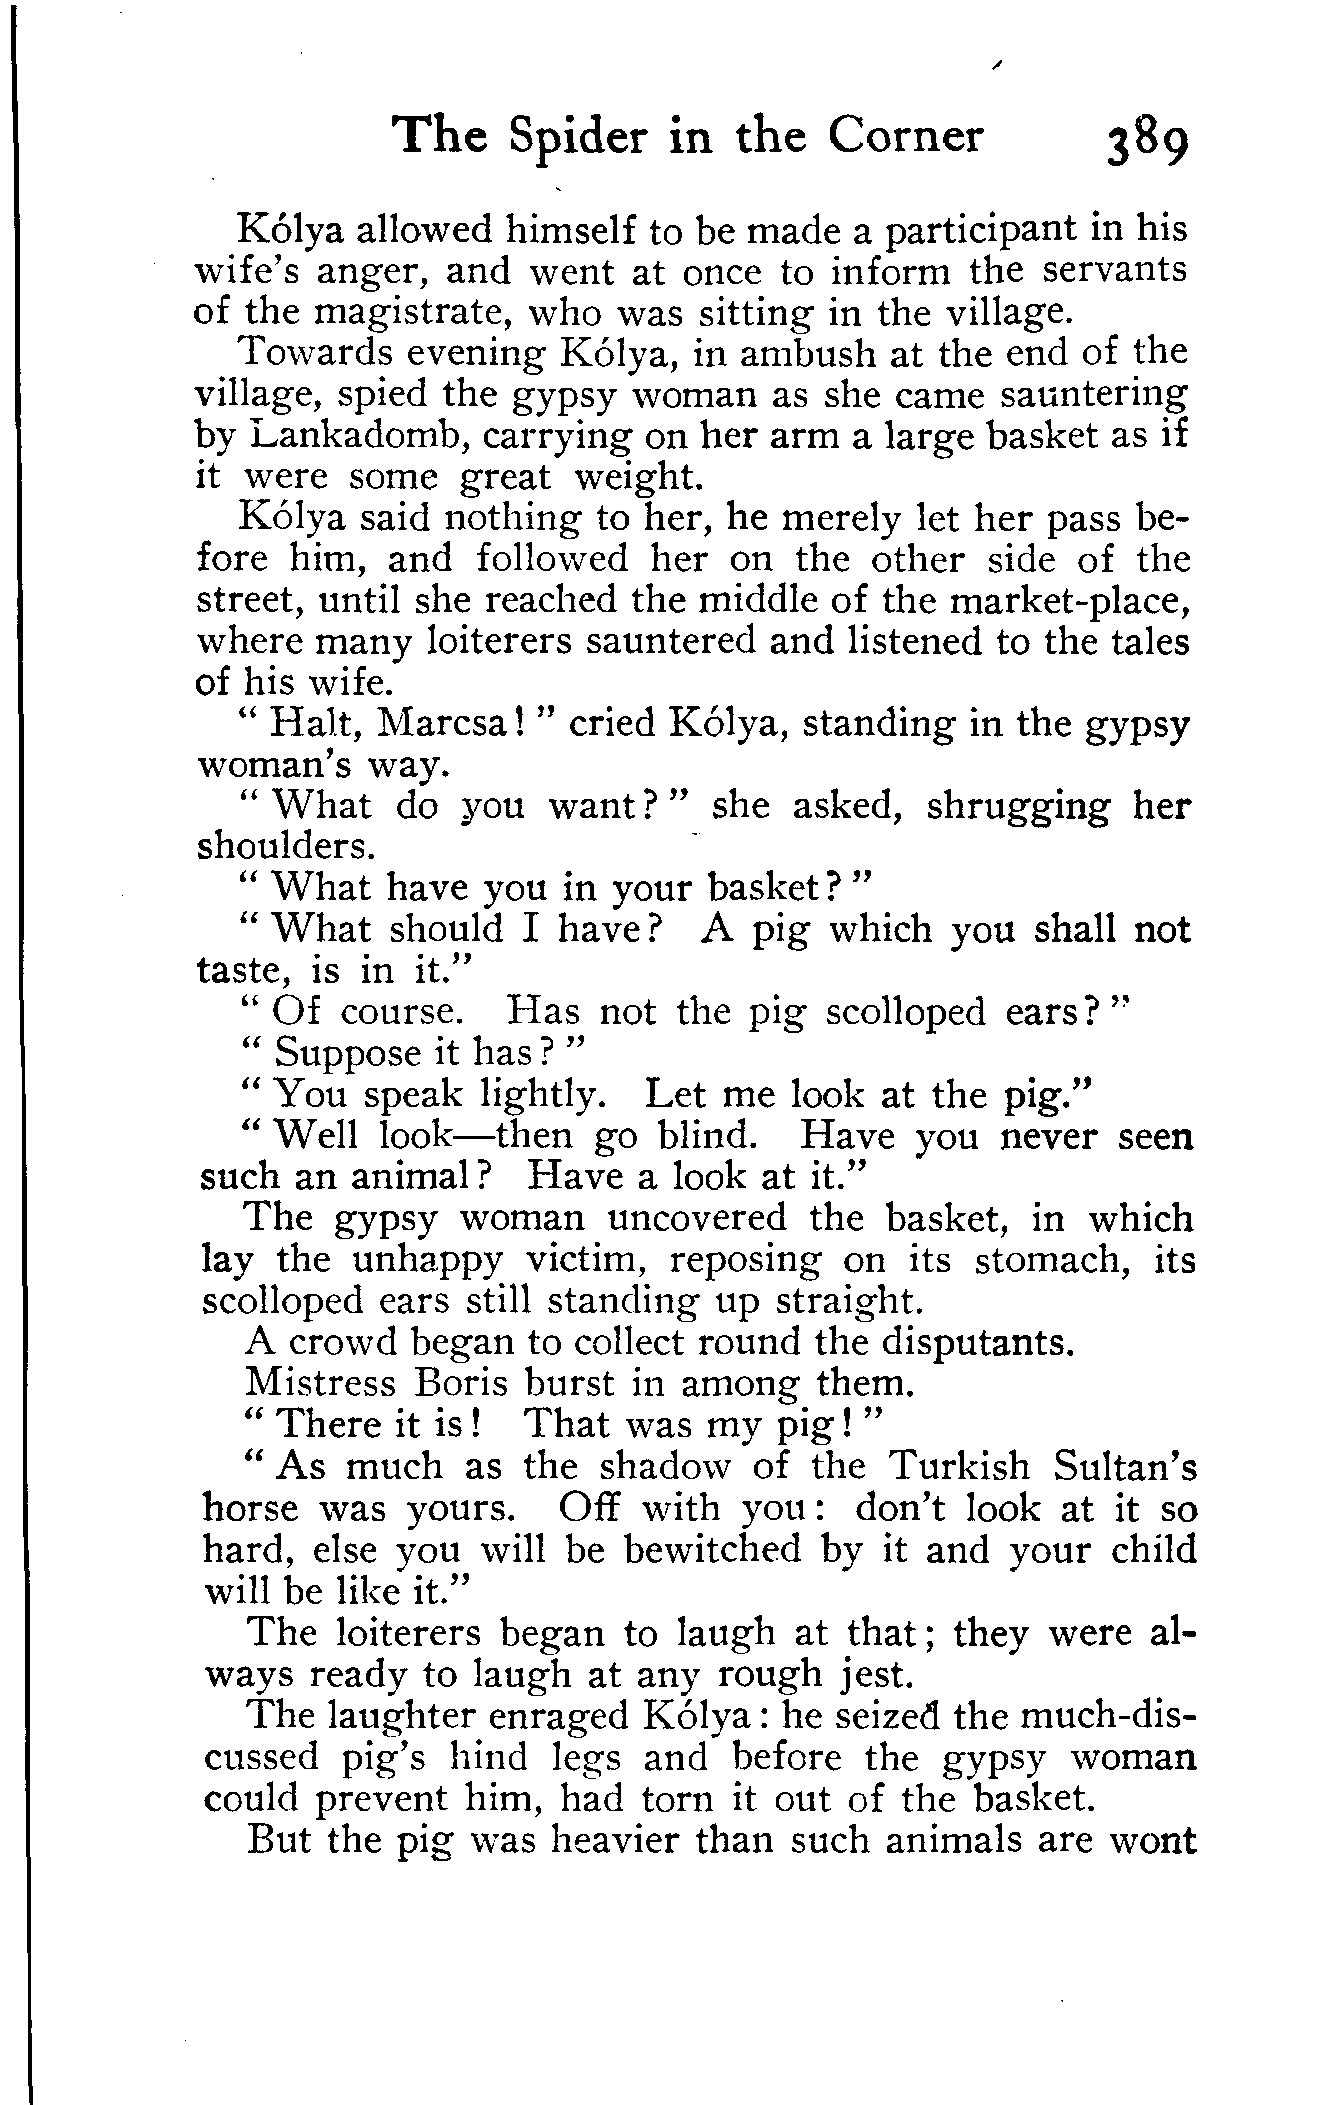 The Spider in the Corner 389
Kólya allowed himself to be made a participant in his
wife's anger, and went at once to inform the servants
of the magistrate, who was sitting in the village.
Towards evening Kólya, in ambush at the end of the
village, spied the gypsy woman as she came sauntering
by Lankadomb, carrying on her arm a large basket as if
it were some great weight.
Kólya said nothing to her, he merely let her pass be-
fore him, and followed her on the other side of the
street, until she reached the middle of the market-place,
where many loiterers sauntered and listened to the tales
of his wife.
" Halt, Marcsa! " cried Kólya, standing in the gypsy
woman's way.
" What do you want? " she asked, shrugging her
shoulders.
" What have you in your basket? "
" What should I have? A pig which you shall not
taste, is in it."
" Of course. Has not the pig scolloped ears? "
" Suppose it has? "
" You speak lightly. Let me look at the pig."
" Well look—then go blind. Have you never seen
such an animal? Have a look at it."
The gypsy woman uncovered the basket, in which
lay the unhappy victim, reposing on its stomach, its
scolloped ears still standing up straight.
A crowd began to collect round the disputants.
Mistress Boris burst in among them.
" There it is! That was my pig! "
" As much as the shadow of the Turkish Sultan's
horse was yours. Off with you: don't look at it so
hard, else you will be bewitched by it and your child
will be like it."
The loiterers began to laugh at that; they were al-
ways ready to laugh at any rough jest.
The laughter enraged Kólya: he seized the much-dis-
cussed pig's hind legs and before the gypsy woman
could prevent him, had torn it out of the basket.
But the pig was heavier than such animals are wont